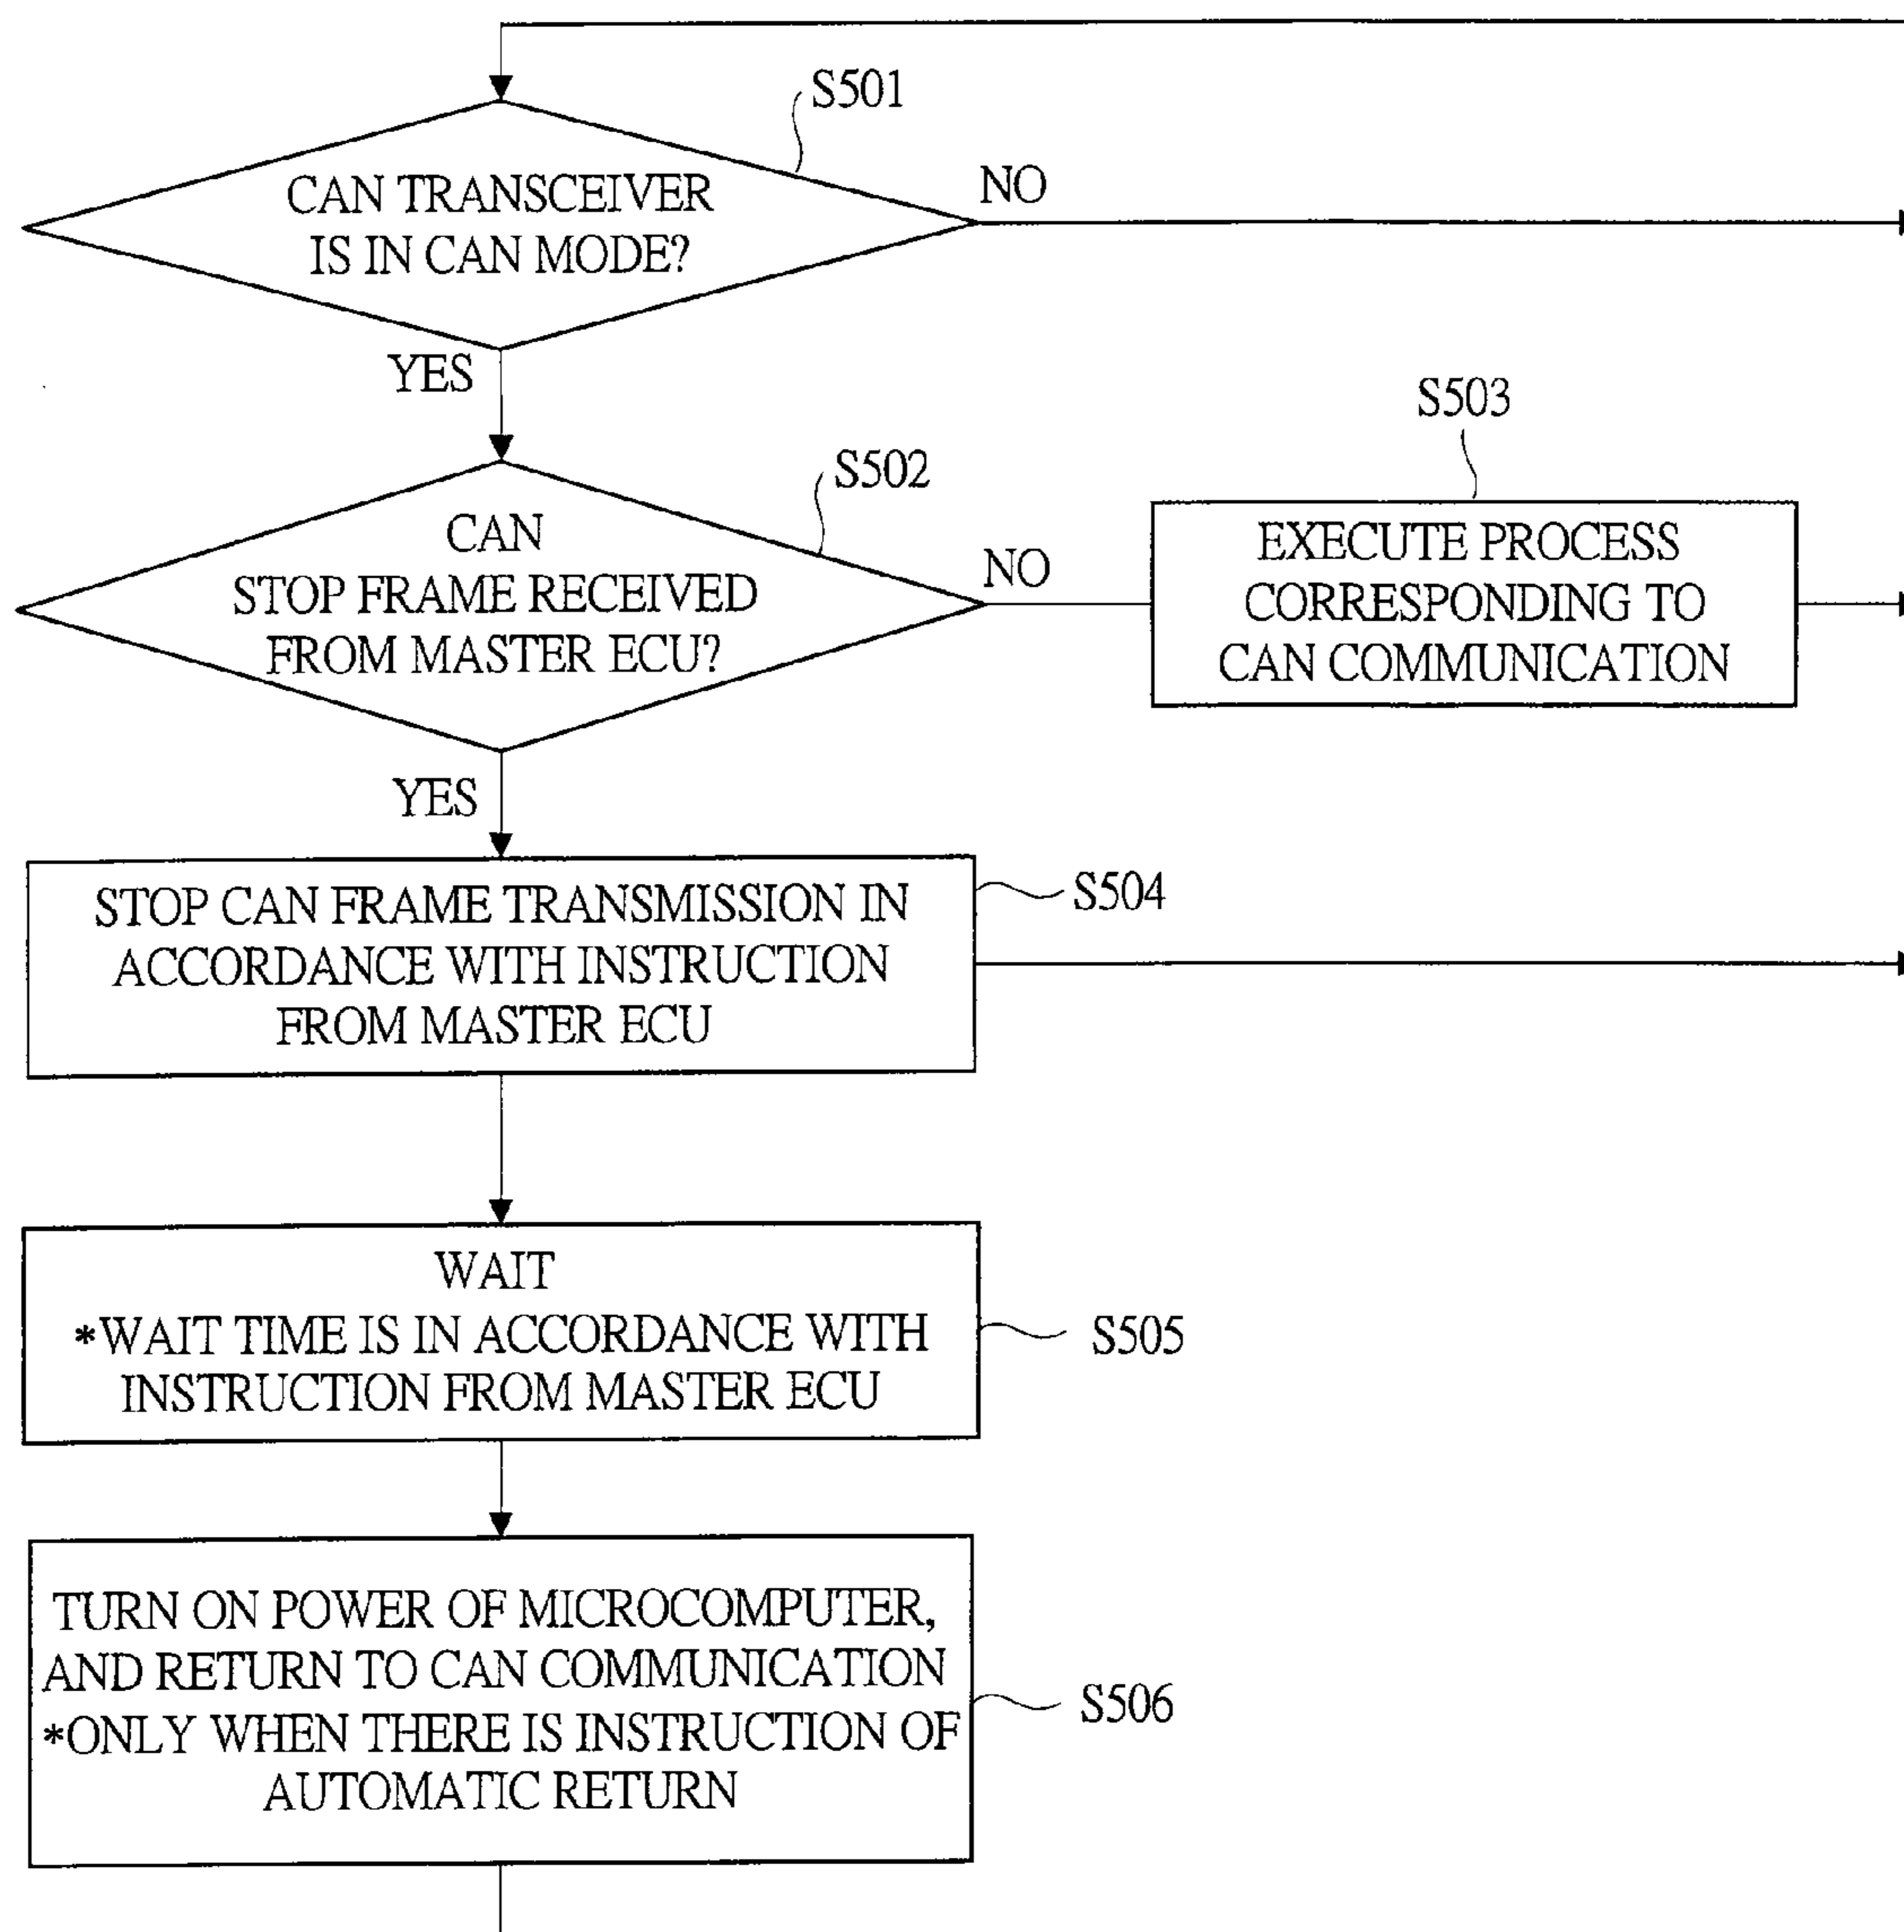 S501
CAN TRANSCEIVER
IS IN CAN MODE?
NO
YES
S502
CAN
STOP FRAME RECEIVED
FROM MASTER ECU?
NO
S503
EXECUTE PROCESS
CORRESPONDING TO
CAN COMMUNICATION
YES
STOP CAN FRAME TRANSMISSION IN
ACCORDANCE WITH INSTRUCTION
FROM MASTER ECU
S504
WAIT
*WAIT TIME IS IN ACCORDANCE WITH
INSTRUCTION FROM MASTER ECU
S505
TURN ON POWER OF MICROCOMPUTER,
AND RETURN TO CAN COMMUNICATION
*ONLY WHEN THERE IS INSTRUCTION OF
AUTOMATIC RETURN
S506